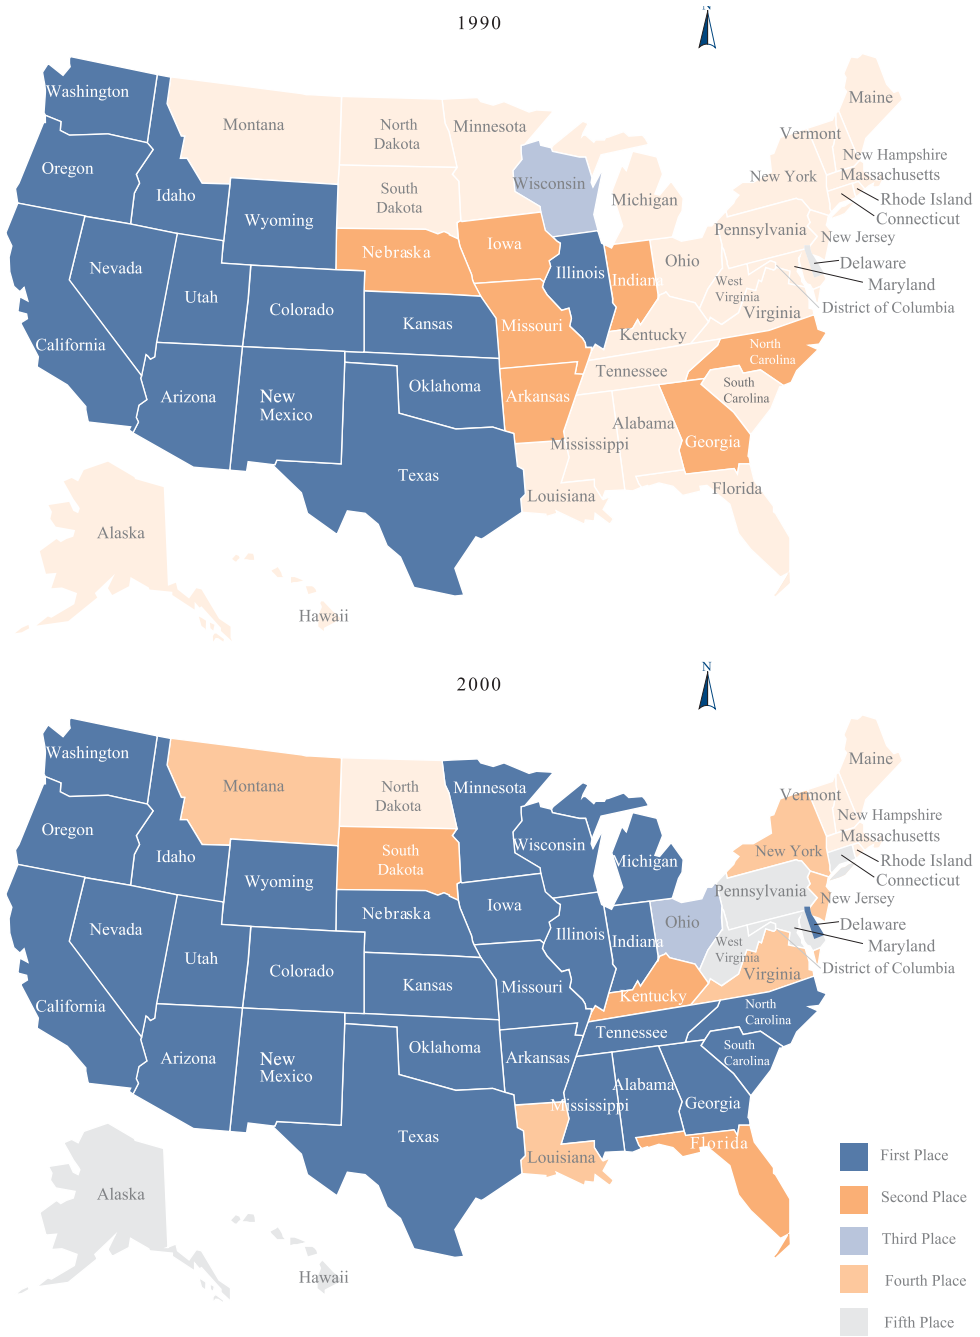 1990
N
Washington
Montana
North
Dakota
Minnesota
Maine
Vermont
New Hampshire
Massachusetts
Oregon
Idaho
South
Dakota
Wisconsin
Michigan
New York
Rhode Island
Connecticut
Wyoming
Nebraska
Iowa
Pennsylvania
New Jersey
Nevada
Illinois
Indiana
Ohio
Delaware
Maryland
Utah
Colorado
Kansas
Missouri
West
Virginia
Virginia
District of Columbia
California
Kentucky
North
Carolina
Arizona
New
Mexico
Oklahoma
Arkansas
Tennessee
South
Carolina
Mississippi
Alabama
Georgia
Texas
Louisiana
Florida
Alaska
Hawaii
2000
N
Washington
Montana
North
Dakota
Minnesota
Maine
Vermont
New Hampshire
Massachusetts
Oregon
Idaho
South
Dakota
Wisconsin
Michigan
New York
Rhode Island
Connecticut
Wyoming
Nebraska
Iowa
Pennsylvania
New Jersey
Nevada
Illinois
Indiana
Ohio
Delaware
Maryland
Utah
Colorado
Kansas
Missouri
West
Virginia
Virginia
District of Columbia
California
Kentucky
North
Carolina
Arizona
New
Mexico
Oklahoma
Arkansas
Tennessee
South
Carolina
Mississippi
Alabama
Georgia
Texas
Louisiana
Florida
Alaska
Hawaii
First Place
Second Place
Third Place
Fourth Place
Fifth Place